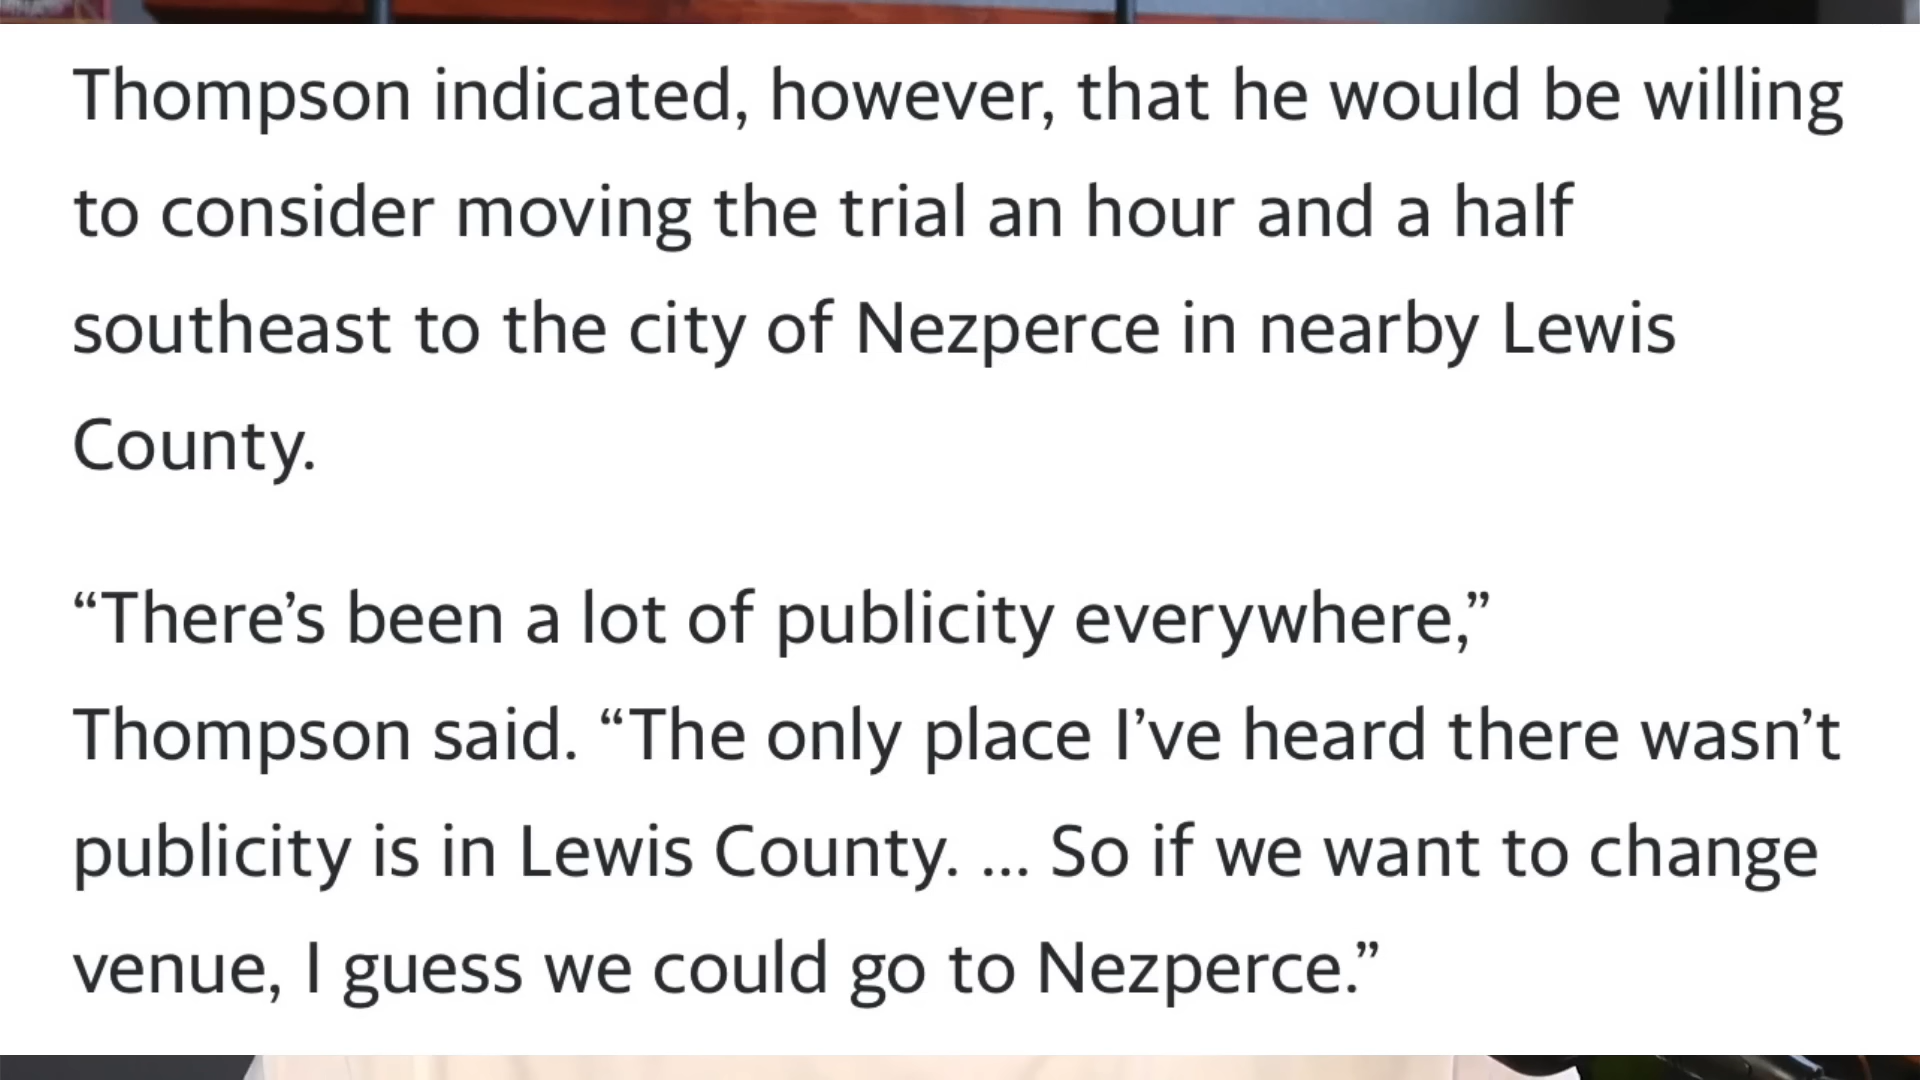 Thompson indicated, however, that he would be willing
to consider moving the trial an hour and a half
southeast to the city of Nezperce in nearby Lewis
County.
“There’s been a lot of publicity everywhere,”
Thompson said. “The only place I’ve heard there wasn’t
publicity is in Lewis County. ... So if we want to change
venue, I guess we could go to Nezperce.”